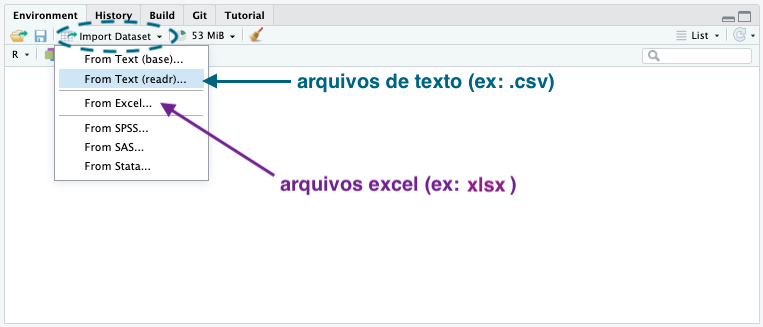 Environment History Build Git Tutorial
Import Dataset 53 MiB List
R
From Text (base)...
From Text (readr)...
arquivos de texto (ex: .csv)
From Excel...
From SPSS...
From SAS...
From Stata...
arquivos excel (ex: xlsx )